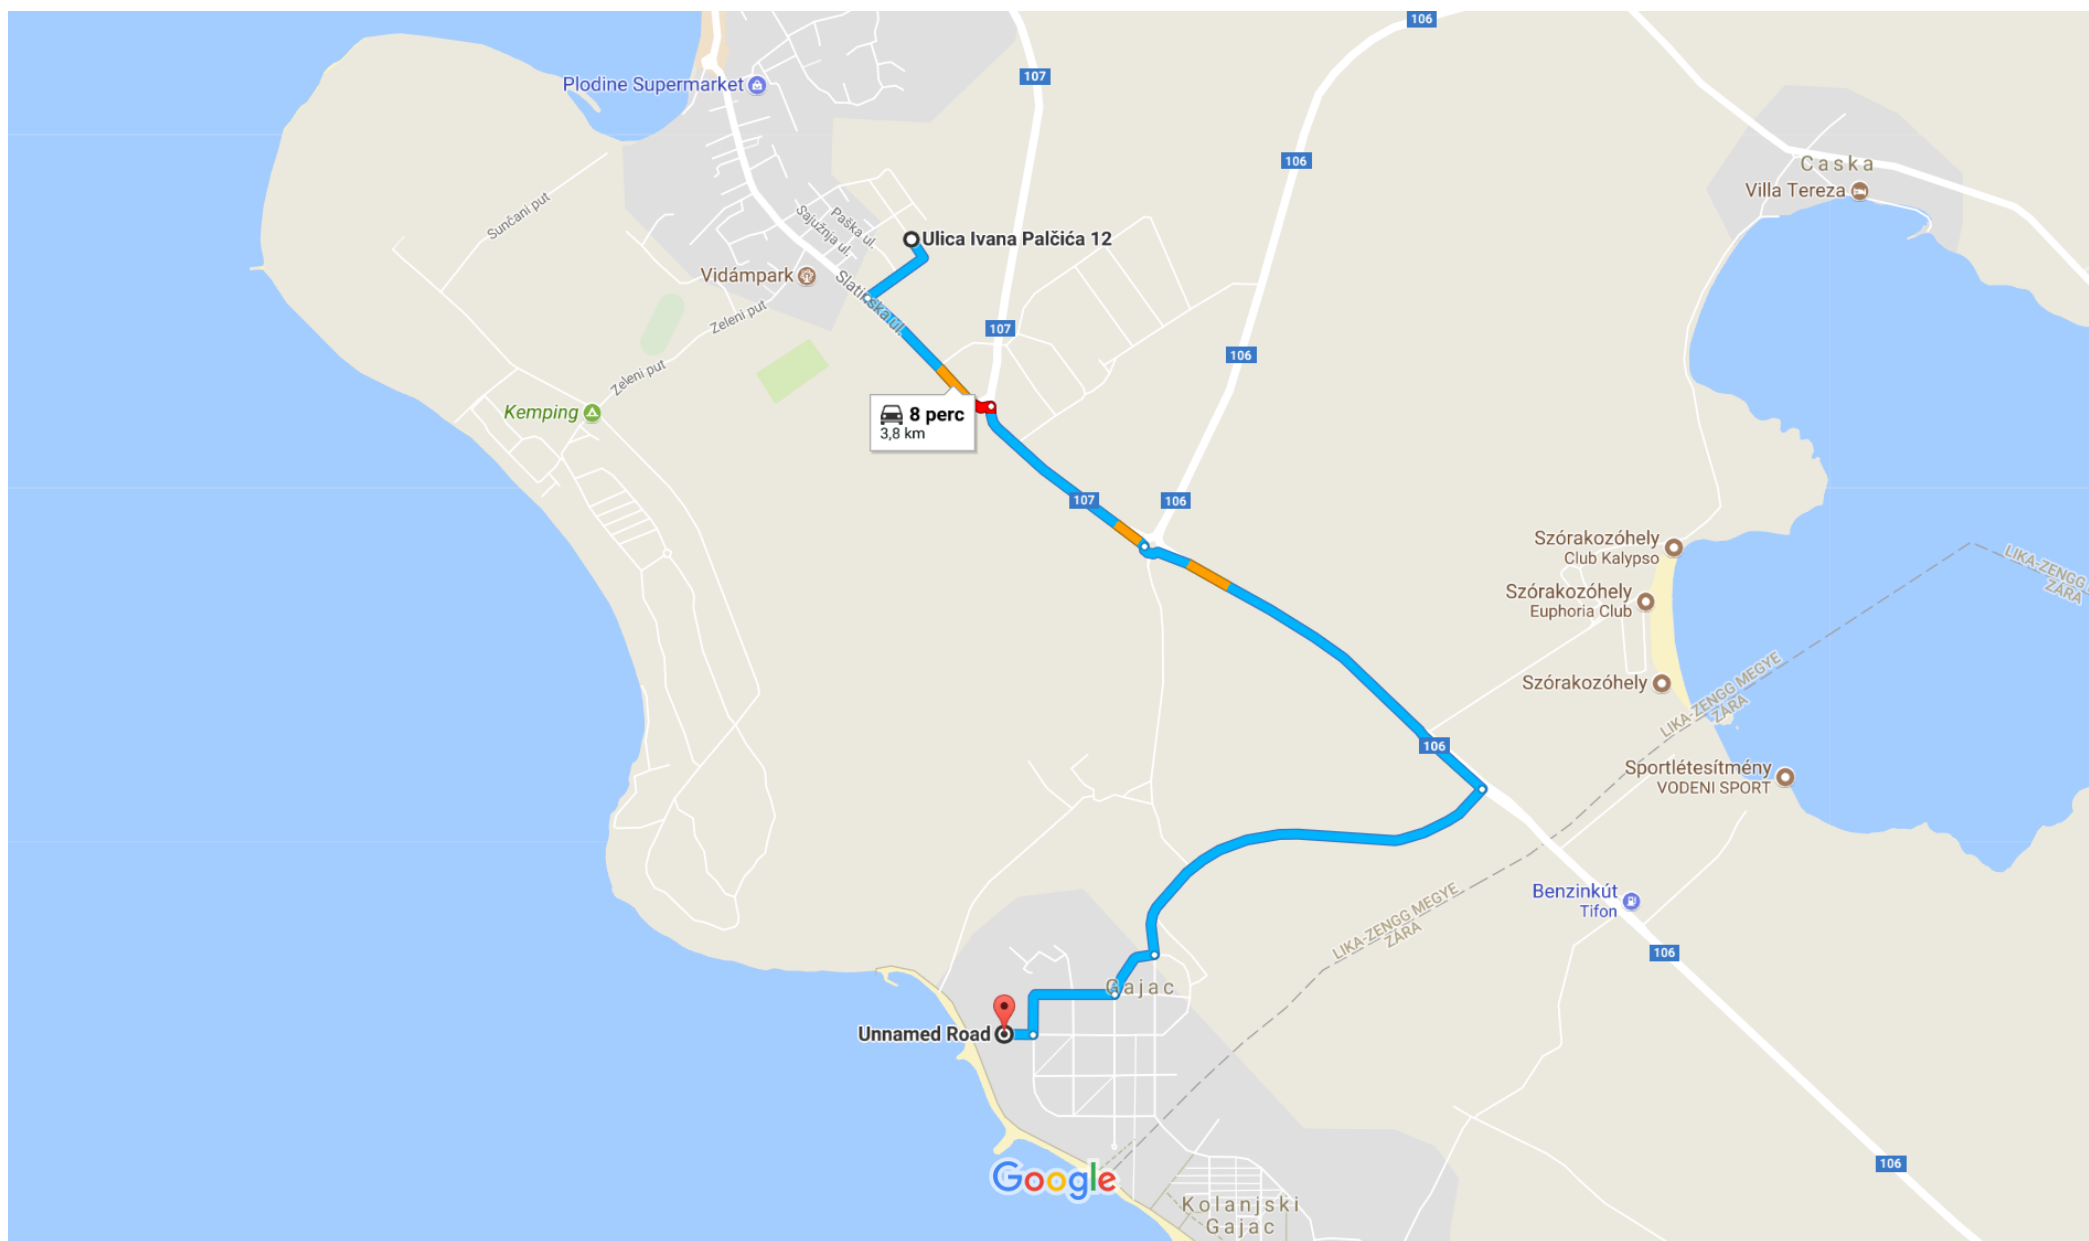 106
107
Plodine Supermarket
106
Caska
Villa Tereza
Sunčani put
Paška ul.
Sajužnja ul.
Ulica Ivana Palčića 12
Vidámpark
Slatinska ul.
Zeleni put
107
106
Zeleni put
Kemping
8 perc
3,8 km
107
106
Szórakozóhely
Club Kalypso
LIKA-ZENGG
ZÁRA
Szórakozóhely
Euphoria Club
Szórakozóhely
LIKA-ZENGG MEGYE
ZÁRA
106
Sportlétesítmény
VODENI SPORT
Benzinkút
Tifon
LIKA-ZENGG MEGYE
ZÁRA
106
Gajac
Unnamed Road
106
Google
Kolanjski
Gajac